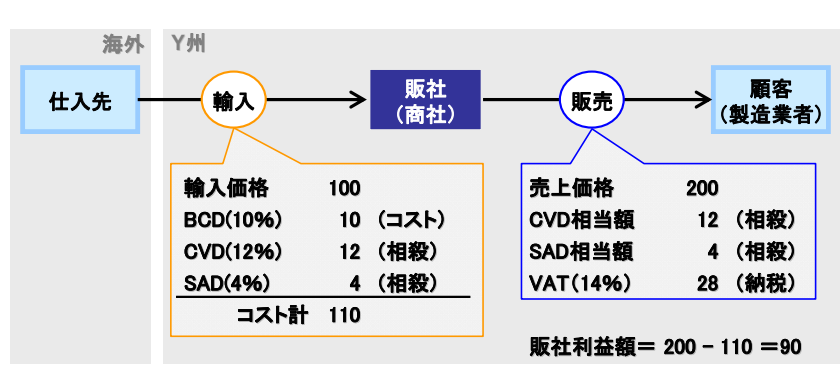 海外
Y州
仕入先
輸入
販社
(商社)
販売
顧客
(製造業者)
輸入価格 100
BCD(10%) 10 (コスト)
CVD(12%) 12 (相殺)
SAD(4%) 4 (相殺)
コスト計 110
売上価格 200
CVD相当額 12 (相殺)
SAD相当額 4 (相殺)
VAT(14%) 28 (納税)
販社利益額＝ 200 − 110 ＝90